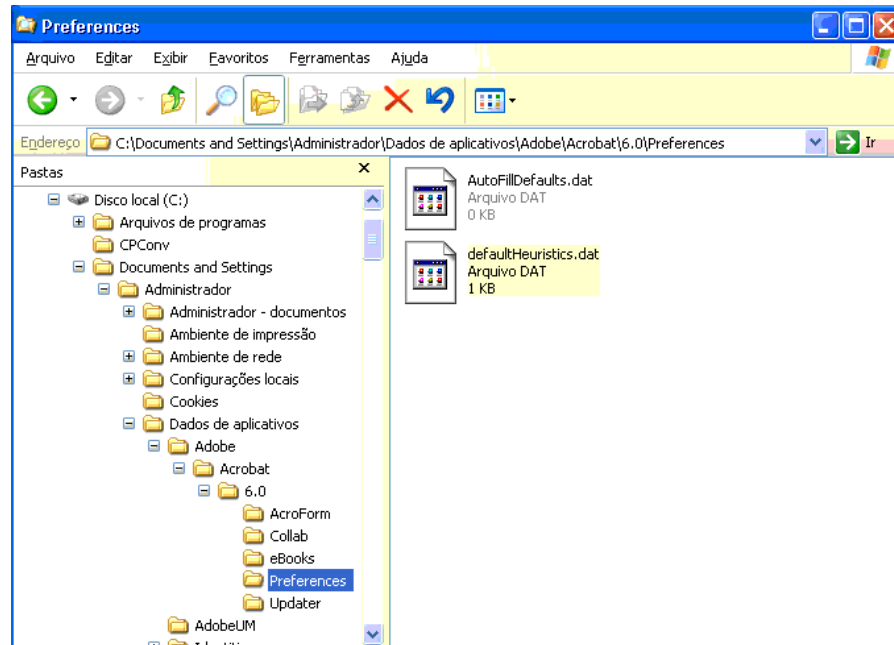 Preferences
Arquivo Editar Exibir Favoritos Ferramentas Ajuda
Endereço C:\Documents and Settings\Administrador\Dados de aplicativos\Adobe\Acrobat\6.0\Preferences Ir
Pastas
Disco local (C:)
Arquivos de programas
CPConv
Documents and Settings
Administrador
Administrador - documentos
Ambiente de impressão
Ambiente de rede
Configurações locais
Cookies
Dados de aplicativos
Adobe
Acrobat
6.0
AcroForm
Collab
eBooks
Preferences
Updater
AdobeUM
AutoFillDefaults.dat
Arquivo DAT
0 KB
defaultHeuristics.dat
Arquivo DAT
1 KB